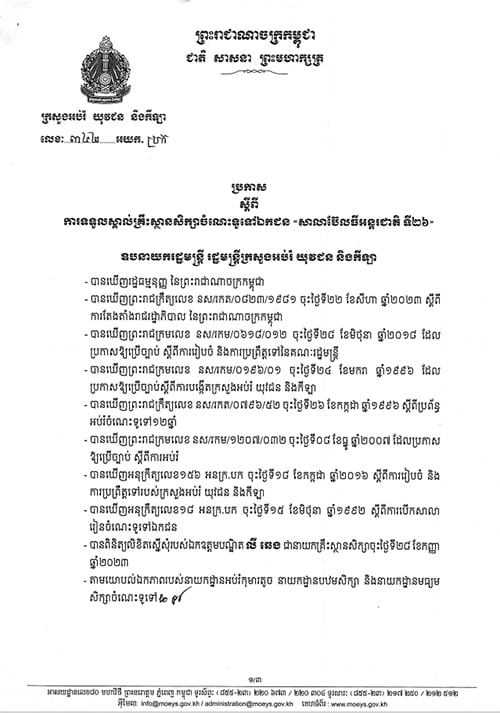 ព្រះរាជាណាចក្រកម្ពុជា
ជាតិ សាសនា ព្រះមហាក្សត្រ
ក្រសួងអប់រំ យុវជន និងកីឡា
លេខ: អយក. ប្រក
ប្រកាស
ស្តីពី
ការទទួលស្គាល់គ្រឹះស្ថានសិក្សាចំណេះទូទៅឯកជន «សាលាប៊ែលធីអន្តរជាតិ ទី២៦»
ឧបនាយករដ្ឋមន្ត្រី រដ្ឋមន្ត្រីក្រសួងអប់រំ យុវជន និងកីឡា
- បានឃើញរដ្ឋធម្មនុញ្ញ នៃព្រះរាជាណាចក្រកម្ពុជា
- បានឃើញព្រះរាជក្រឹត្យលេខ នស/រកត/០៨២៣/១៩៨១ ចុះថ្ងៃទី២២ ខែសីហា ឆ្នាំ២០២៣ ស្តីពី
ការតែងតាំងរាជរដ្ឋាភិបាល នៃព្រះរាជាណាចក្រកម្ពុជា
- បានឃើញព្រះរាជក្រមលេខ នស/រកម/០៦១៨/០១២ ចុះថ្ងៃទី២៨ ខែមិថុនា ឆ្នាំ២០១៨ ដែល
ប្រកាសឱ្យប្រើច្បាប់ ស្តីពីការរៀបចំ និងការប្រព្រឹត្តទៅនៃគណៈរដ្ឋមន្ត្រី
- បានឃើញព្រះរាជក្រមលេខ នស/រកម/០១៩៦/០១ ចុះថ្ងៃទី២៤ ខែមករា ឆ្នាំ១៩៩៦ ដែល
ប្រកាសឱ្យប្រើច្បាប់ស្តីពីការបង្កើតក្រសួងអប់រំ យុវជន និងកីឡា
- បានឃើញព្រះរាជក្រឹត្យលេខ នស/រកត/០៧៩៦/៥២ ចុះថ្ងៃទី២៦ ខែកក្កដា ឆ្នាំ១៩៩៦ ស្តីពីប្រព័ន្ធ
អប់រំចំណេះទូទៅ១២ឆ្នាំ
- បានឃើញព្រះរាជក្រមលេខ នស/រកម/១២០៧/០៣២ ចុះថ្ងៃទី០៨ ខែធ្នូ ឆ្នាំ២០០៧ ដែលប្រកាស
ឱ្យប្រើច្បាប់ ស្តីពីការអប់រំ
- បានឃើញអនុក្រឹត្យលេខ១៥៦ អនក្រ.បក ចុះថ្ងៃទី១៨ ខែកក្កដា ឆ្នាំ២០១៦ ស្តីពីការរៀបចំ និង
ការប្រព្រឹត្តទៅរបស់ក្រសួងអប់រំ យុវជន និងកីឡា
- បានឃើញអនុក្រឹត្យលេខ១៨ អនក្រ.បក ចុះថ្ងៃទី១៥ ខែមិថុនា ឆ្នាំ១៩៩២ ស្តីពីការបើកសាលា
រៀនចំណេះទូទៅឯកជន
- បានពិនិត្យលិខិតស្នើសុំរបស់ឯកឧត្តមបណ្ឌិត លី ឆេង ជានាយកគ្រឹះស្ថានសិក្សាចុះថ្ងៃទី២៨ ខែកញ្ញា
ឆ្នាំ២០២៣
- តាមយោបល់ឯកភាពរបស់នាយកដ្ឋានអប់រំកុមារតូច នាយកដ្ឋានបឋមសិក្សា និងនាយកដ្ឋានមធ្យម
សិក្សាចំណេះទូទៅ
១/៣
អាសយដ្ឋានលេខ៨០ មហាវិថី ព្រះនរោត្តម ភ្នំពេញ កម្ពុជា ទូរស័ព្ទ: (៨៥៥-២៣) ២២០ ៦៧៣ / ២២០ ៣០៤ ទូរសារ: (៨៥៥-២៣) ២១៧ ២៥០ / ២១២ ៥១២
អ៊ីមែល: info@moeys.gov.kh / administration@moeys.gov.kh គេហទំព័រ : www.moeys.gov.kh